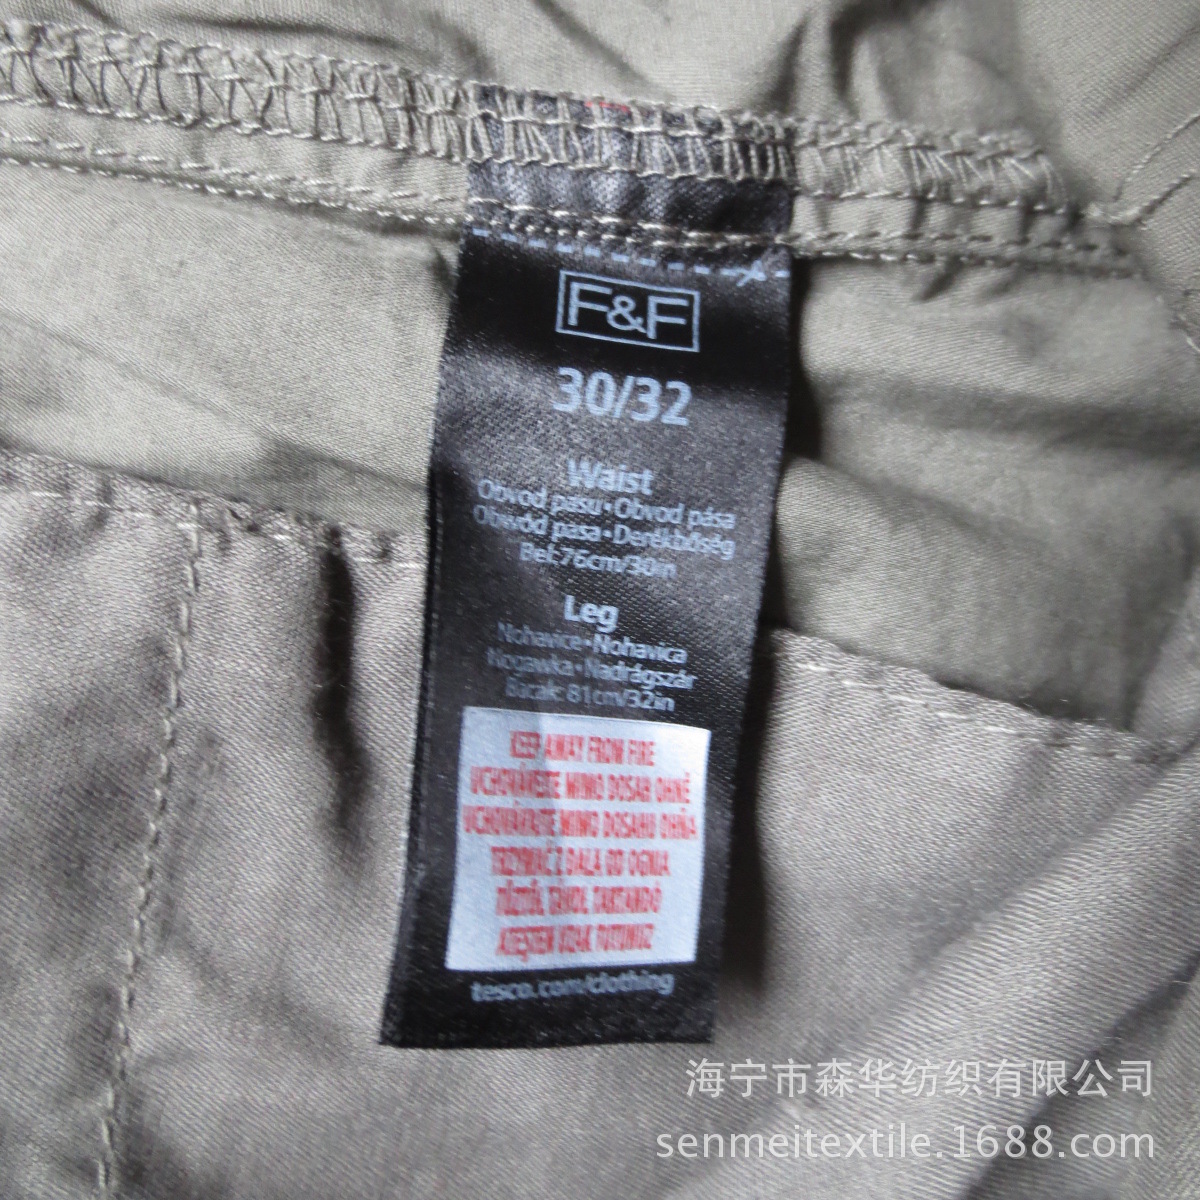 F&F
30/32
Waist
Obvod pasu•Obvod pása
Obwód pasa•Derékbőség
Bel:76cm/30in
Leg
Nohavice•Nohavica
Nogawka•Nadrágszár
Bacak: 81cm/32in
KEEP AWAY FROM FIRE
UCHOVÁVEJTE MIMO DOSAH OHNĚ
UCHOVÁVAJTE MIMO DOSAHU OHŇA
TRZYMAĆ Z DALA OD OGNIA
TŰZTŐL TÁVOL TARTANDÓ
ATEŞTEN UZAK TUTUNUZ
tesco.com/clothing
海宁市森华纺织有限公司
senmeitextile.1688.com